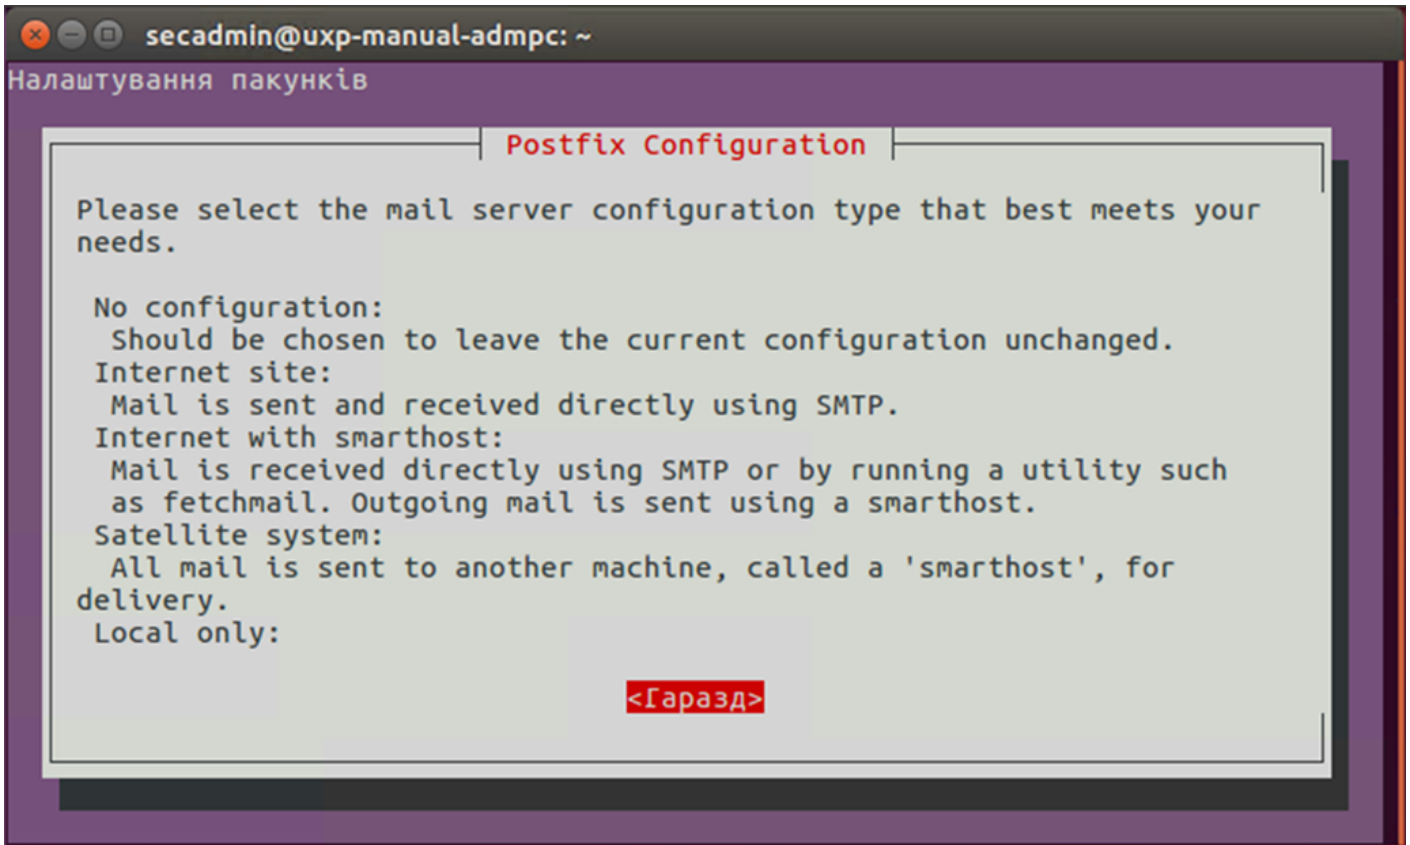 secadmin@uxp-manual-admpc: ~
Налаштування пакунків
Postfix Configuration
Please select the mail server configuration type that best meets your
needs.
No configuration:
Should be chosen to leave the current configuration unchanged.
Internet site:
Mail is sent and received directly using SMTP.
Internet with smarthost:
Mail is received directly using SMTP or by running a utility such
as fetchmail. Outgoing mail is sent using a smarthost.
Satellite system:
All mail is sent to another machine, called a 'smarthost', for
delivery.
Local only:
<Гаразд>